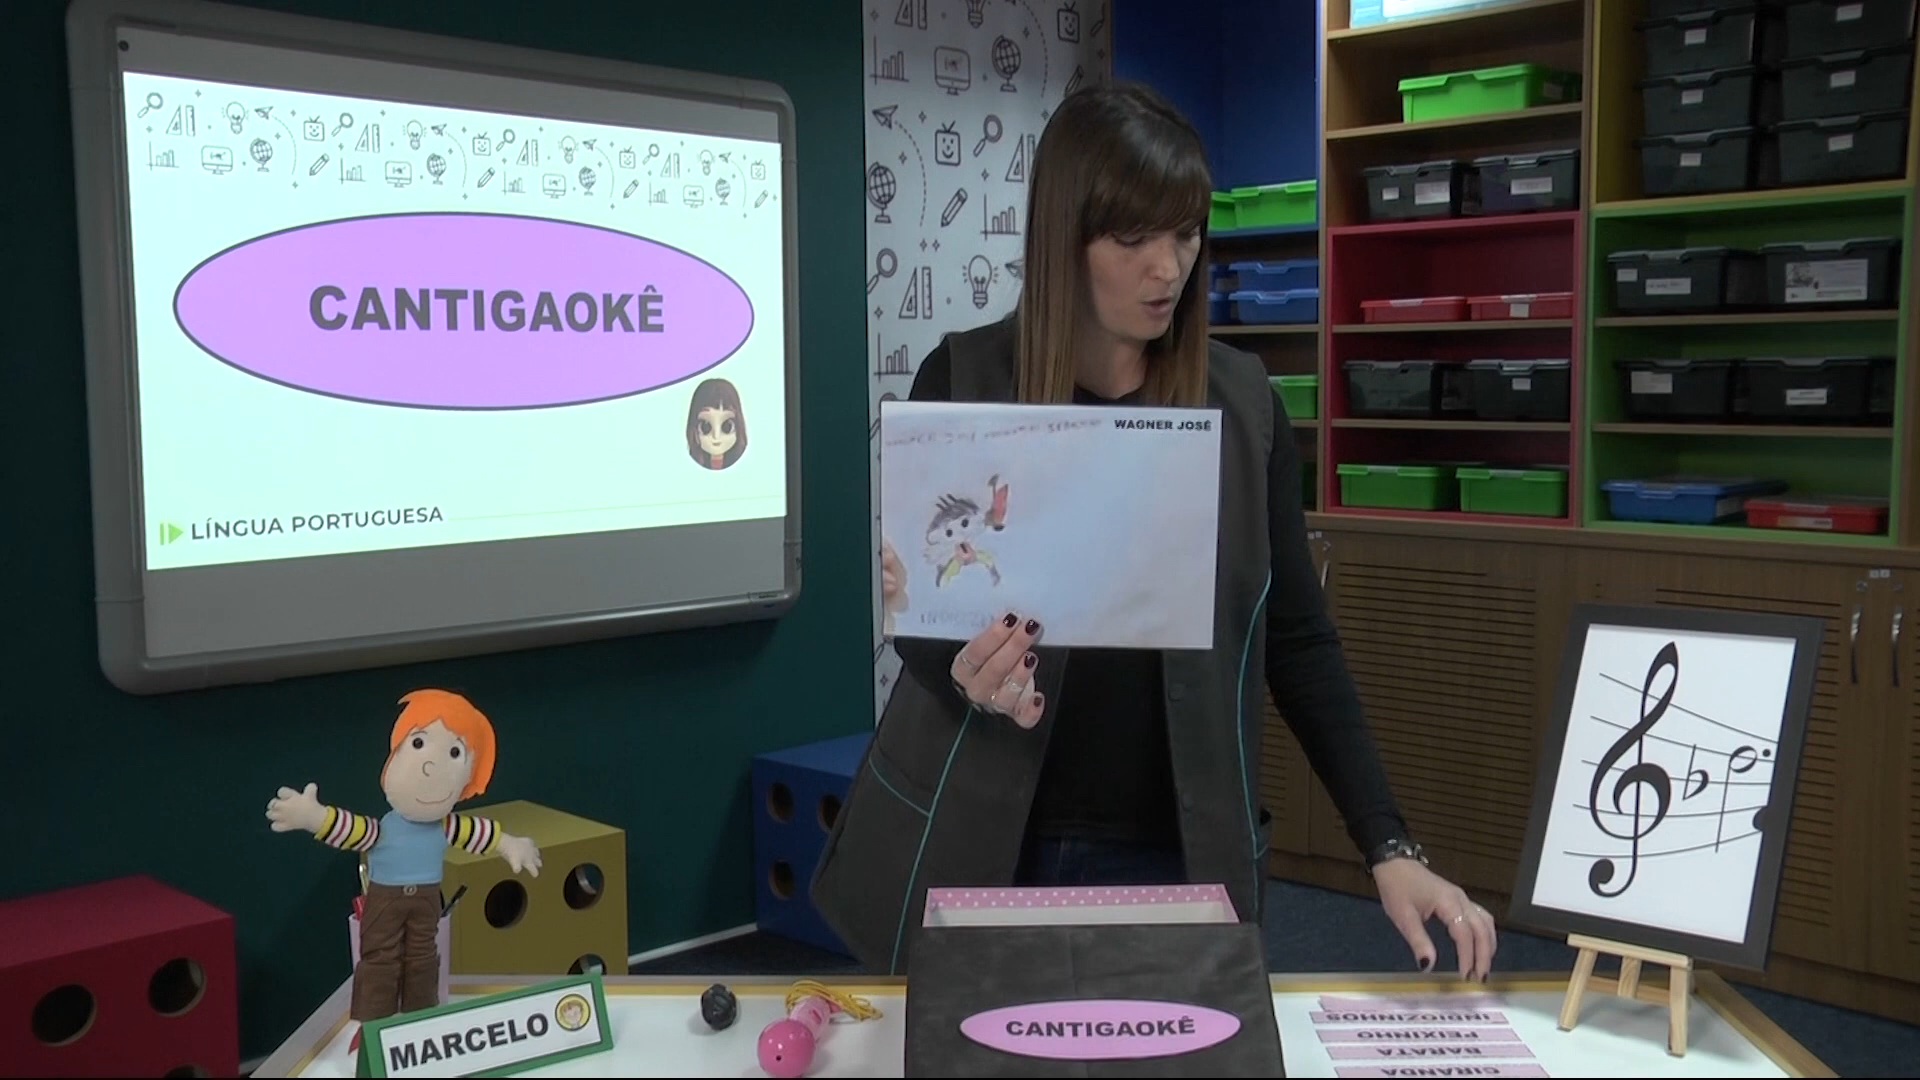 CANTIGAOKÊ
LÍNGUA PORTUGUESA
WAGNER JOSÉ
MARCELO
CANTIGAOKÊ
INDIOZINHOS
PEIXINHO
BARATA
CIRANDA